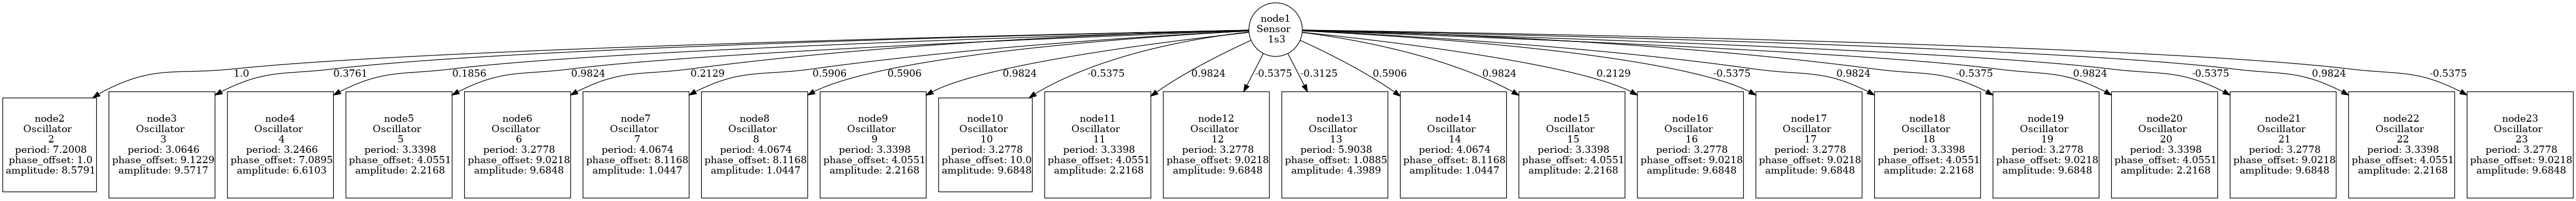 node1
Sensor
1s3
1.0
0.3761
0.1856
0.9824
0.2129
0.5906
0.5906
0.9824
-0.5375
0.9824
-0.5375
-0.3125
0.5906
0.9824
0.2129
-0.5375
0.9824
-0.5375
0.9824
-0.5375
0.9824
-0.5375
node2
Oscillator
2
period: 7.2008
phase_offset: 1.0
amplitude: 8.5791
node3
Oscillator
3
period: 3.0646
phase_offset: 9.1229
amplitude: 9.5717
node4
Oscillator
4
period: 3.2466
phase_offset: 7.0895
amplitude: 6.6103
node5
Oscillator
5
period: 3.3398
phase_offset: 4.0551
amplitude: 2.2168
node6
Oscillator
6
period: 3.2778
phase_offset: 9.0218
amplitude: 9.6848
node7
Oscillator
7
period: 4.0674
phase_offset: 8.1168
amplitude: 1.0447
node8
Oscillator
8
period: 4.0674
phase_offset: 8.1168
amplitude: 1.0447
node9
Oscillator
9
period: 3.3398
phase_offset: 4.0551
amplitude: 2.2168
node10
Oscillator
10
period: 3.2778
phase_offset: 10.0
amplitude: 9.6848
node11
Oscillator
11
period: 3.3398
phase_offset: 4.0551
amplitude: 2.2168
node12
Oscillator
12
period: 3.2778
phase_offset: 9.0218
amplitude: 9.6848
node13
Oscillator
13
period: 5.9038
phase_offset: 1.0885
amplitude: 4.3989
node14
Oscillator
14
period: 4.0674
phase_offset: 8.1168
amplitude: 1.0447
node15
Oscillator
15
period: 3.3398
phase_offset: 4.0551
amplitude: 2.2168
node16
Oscillator
16
period: 3.2778
phase_offset: 9.0218
amplitude: 9.6848
node17
Oscillator
17
period: 3.2778
phase_offset: 9.0218
amplitude: 9.6848
node18
Oscillator
18
period: 3.3398
phase_offset: 4.0551
amplitude: 2.2168
node19
Oscillator
19
period: 3.2778
phase_offset: 9.0218
amplitude: 9.6848
node20
Oscillator
20
period: 3.3398
phase_offset: 4.0551
amplitude: 2.2168
node21
Oscillator
21
period: 3.2778
phase_offset: 9.0218
amplitude: 9.6848
node22
Oscillator
22
period: 3.3398
phase_offset: 4.0551
amplitude: 2.2168
node23
Oscillator
23
period: 3.2778
phase_offset: 9.0218
amplitude: 9.6848